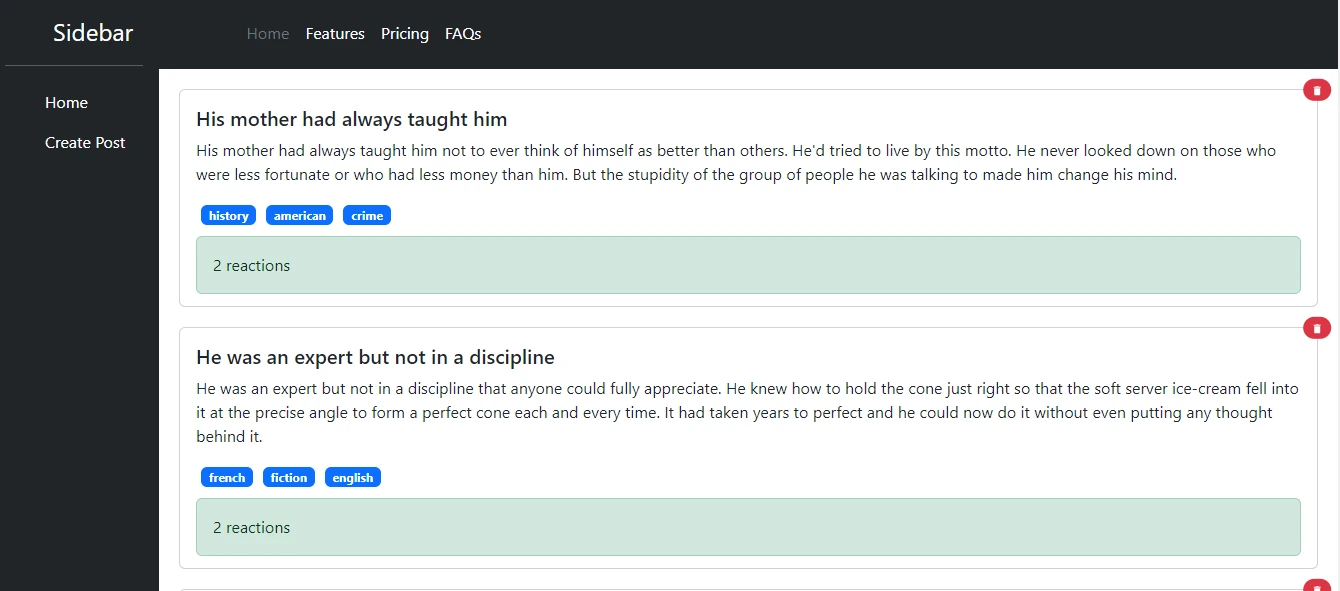 Sidebar
Home Features Pricing FAQs
Home
Create Post
His mother had always taught him
His mother had always taught him not to ever think of himself as better than others. He'd tried to live by this motto. He never looked down on those who
were less fortunate or who had less money than him. But the stupidity of the group of people he was talking to made him change his mind.
history american crime
2 reactions
He was an expert but not in a discipline
He was an expert but not in a discipline that anyone could fully appreciate. He knew how to hold the cone just right so that the soft server ice-cream fell into
it at the precise angle to form a perfect cone each and every time. It had taken years to perfect and he could now do it without even putting any thought
behind it.
french fiction english
2 reactions